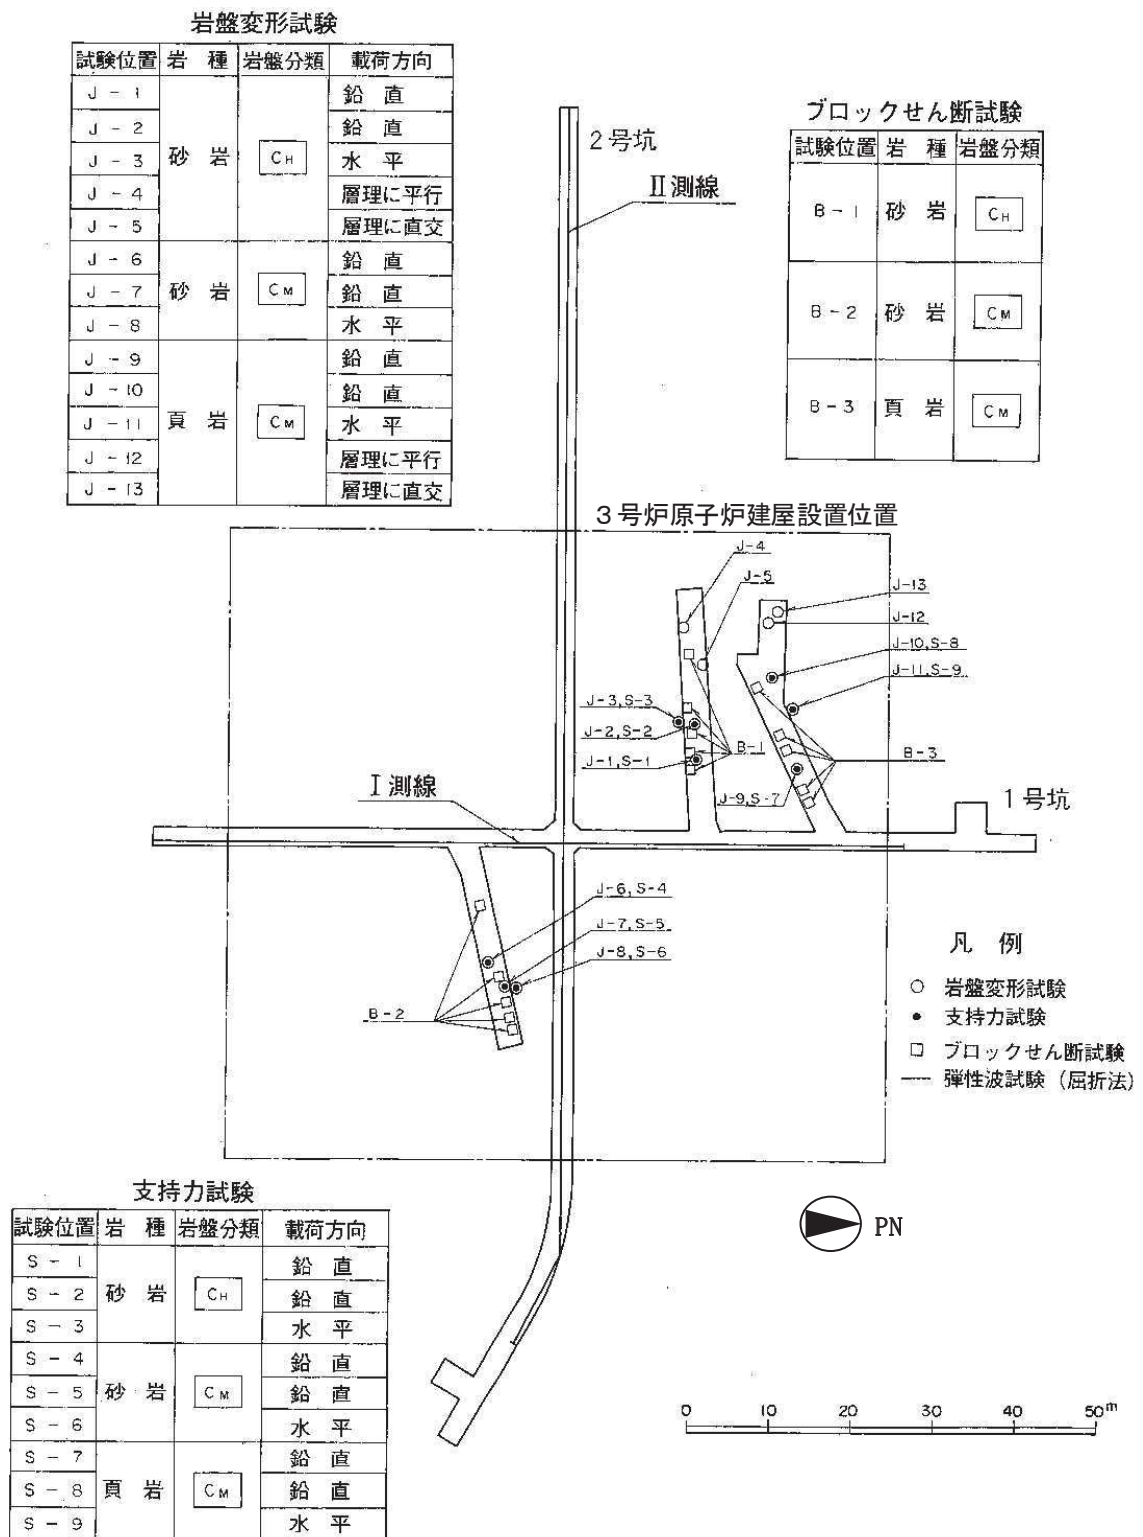 岩盤変形試験
試験位置 岩 種 岩盤分類 載荷方向
J - 1 砂 岩 CH 鉛 直
J - 2 鉛 直
J - 3 水 平
J - 4 層理に平行
J - 5 層理に直交
J - 6 砂 岩 CM 鉛 直
J - 7 鉛 直
J - 8 水 平
J - 9 頁 岩 CM 鉛 直
J - 10 鉛 直
J - 11 水 平
J - 12 層理に平行
J - 13 層理に直交
ブロックせん断試験
試験位置 岩 種 岩盤分類
B - 1 砂 岩 CH
B - 2 砂 岩 CM
B - 3 頁 岩 CM
2号坑
Ⅱ測線
3号炉原子炉建屋設置位置
J-4
J-5
J-13
J-12
J-10,S-8
J-11,S-9
J-3,S-3
J-2,S-2
J-1,S-1
B-1
B-3
J-9,S-7
Ⅰ測線
1号坑
J-6,S-4
J-7,S-5
J-8,S-6
B-2
凡 例
岩盤変形試験
支持力試験
ブロックせん断試験
弾性波試験(屈折法)
PN
支持力試験
試験位置 岩 種 岩盤分類 載荷方向
S - 1 砂 岩 CH 鉛 直
S - 2 鉛 直
S - 3 水 平
S - 4 砂 岩 CM 鉛 直
S - 5 鉛 直
S - 6 水 平
S - 7 頁 岩 CM 鉛 直
S - 8 鉛 直
S - 9 水 平
0 10 20 30 40 50m